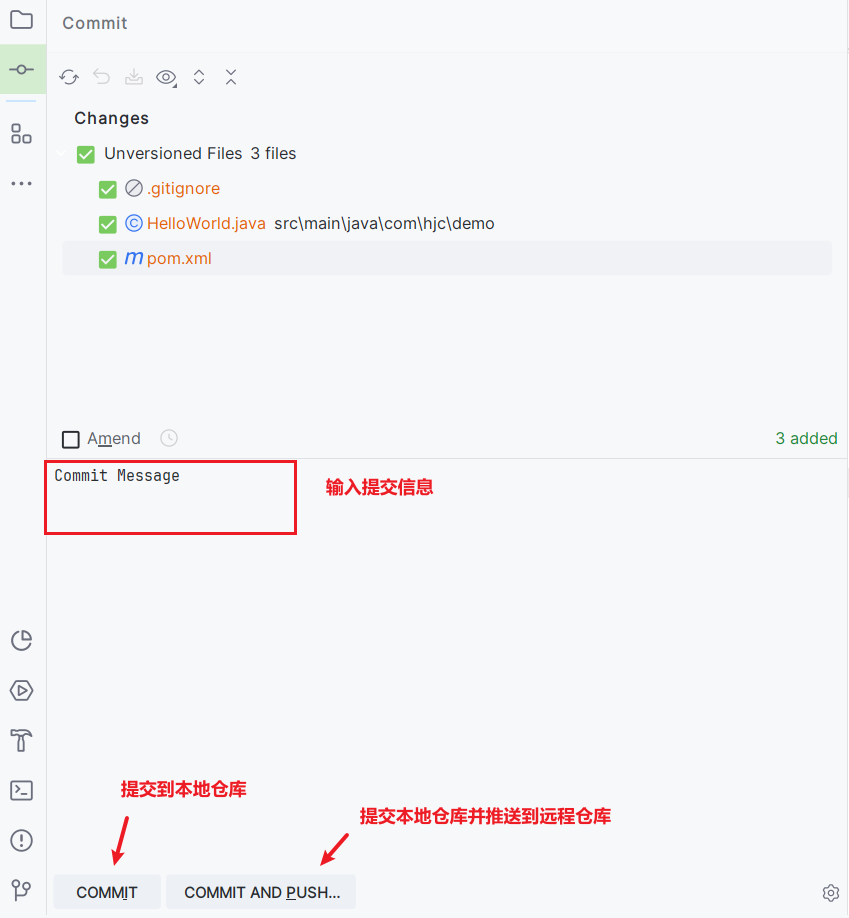 Commit
Changes
Unversioned Files 3 files
.gitignore
HelloWorld.java src\main\java\com\hjc\demo
pom.xml
Amend
3 added
Commit Message
输入提交信息
提交到本地仓库
提交本地仓库并推送到远程仓库
COMMIT
COMMIT AND PUSH...